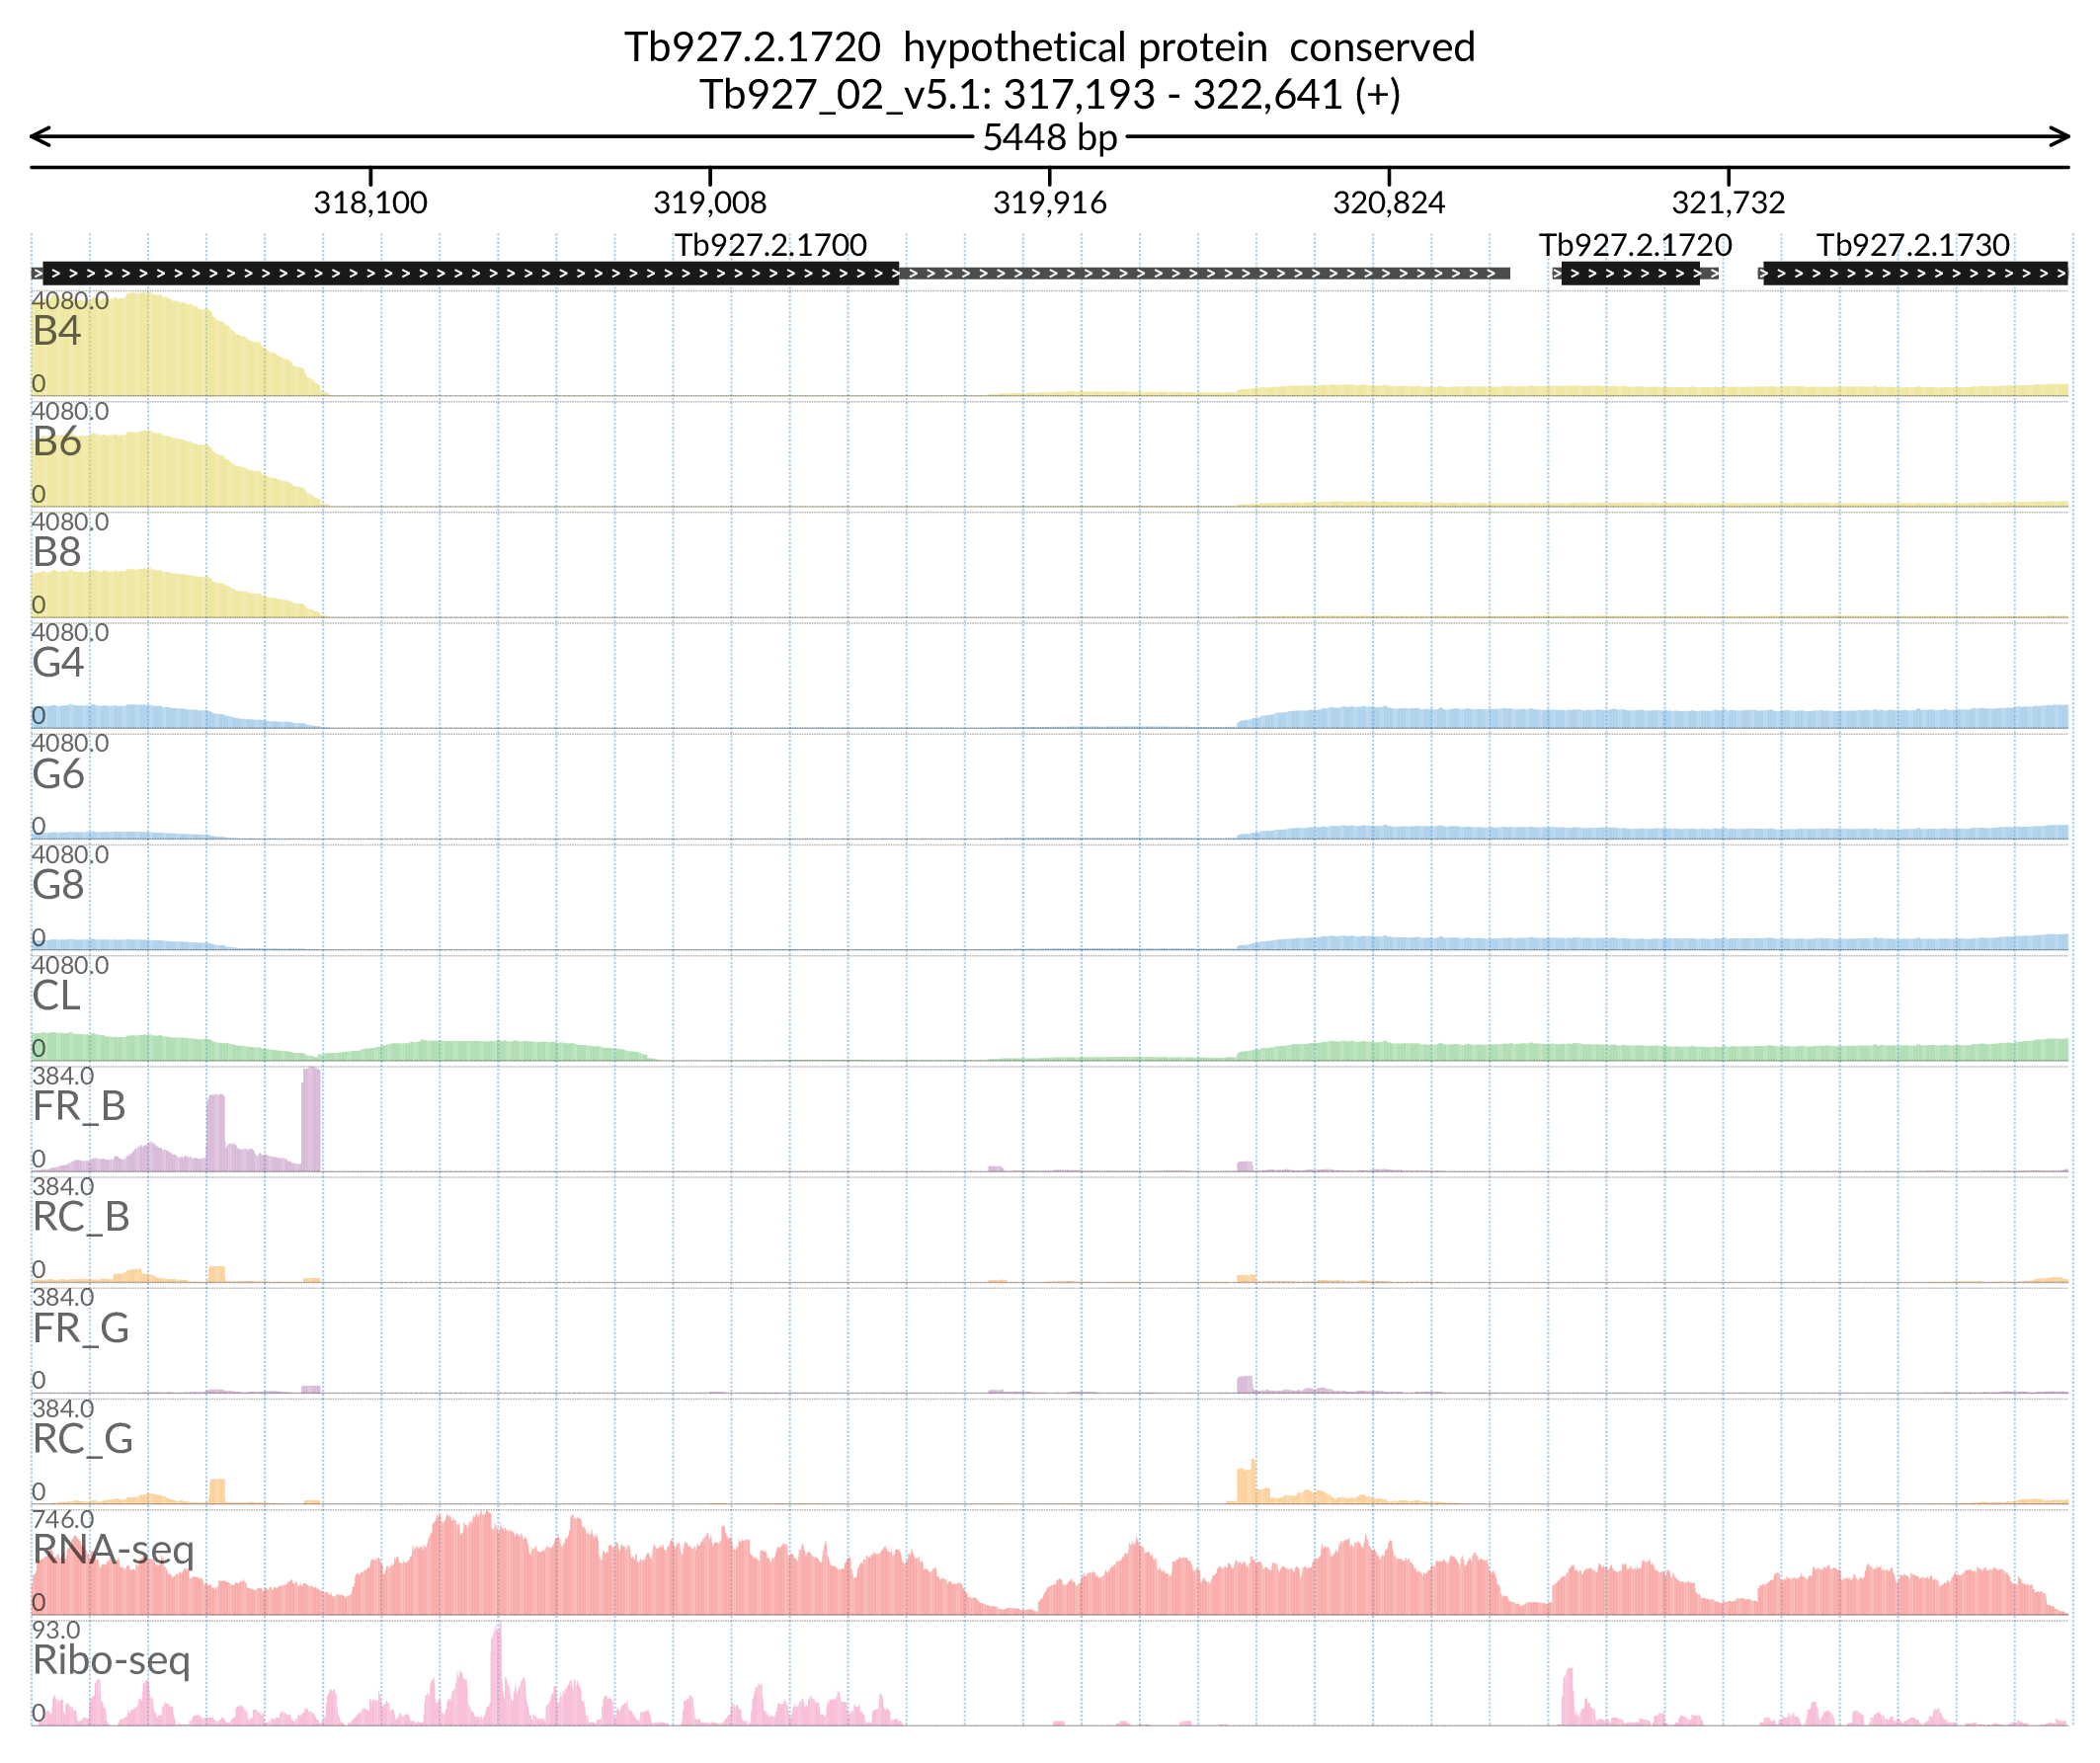 Tb927.2.1720 hypothetical protein conserved
Tb927_02_v5.1: 317,193 - 322,641 (+)
5448 bp
318,100 319,008 319,916 320,824 321,732
Tb927.2.1700 Tb927.2.1720 Tb927.2.1730
4080.0
B4
0
4080.0
B6
0
4080.0
B8
0
4080.0
G4
0
4080.0
G6
0
4080.0
G8
0
4080.0
CL
0
384.0
FR_B
0
384.0
RC_B
0
384.0
FR_G
0
384.0
RC_G
0
746.0
RNA-seq
0
93.0
Ribo-seq
0